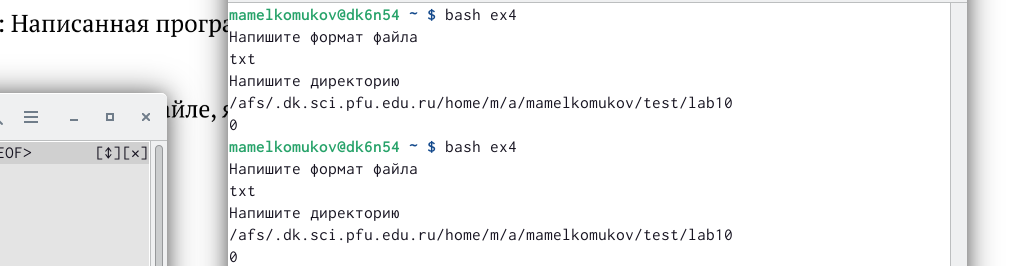 : Написанная
mamelkomukov@dk6n54 ~ $ bash ex4
Напишите формат файла
txt
Напишите директорию
/afs/.dk.sci.pfu.edu.ru/home/m/a/mamelkomukov/test/lab10
0
mamelkomukov@dk6n54 ~ $ bash ex4
Напишите формат файла
txt
Напишите директорию
/afs/.dk.sci.pfu.edu.ru/home/m/a/mamelkomukov/test/lab10
0
EOF> [↕][×]